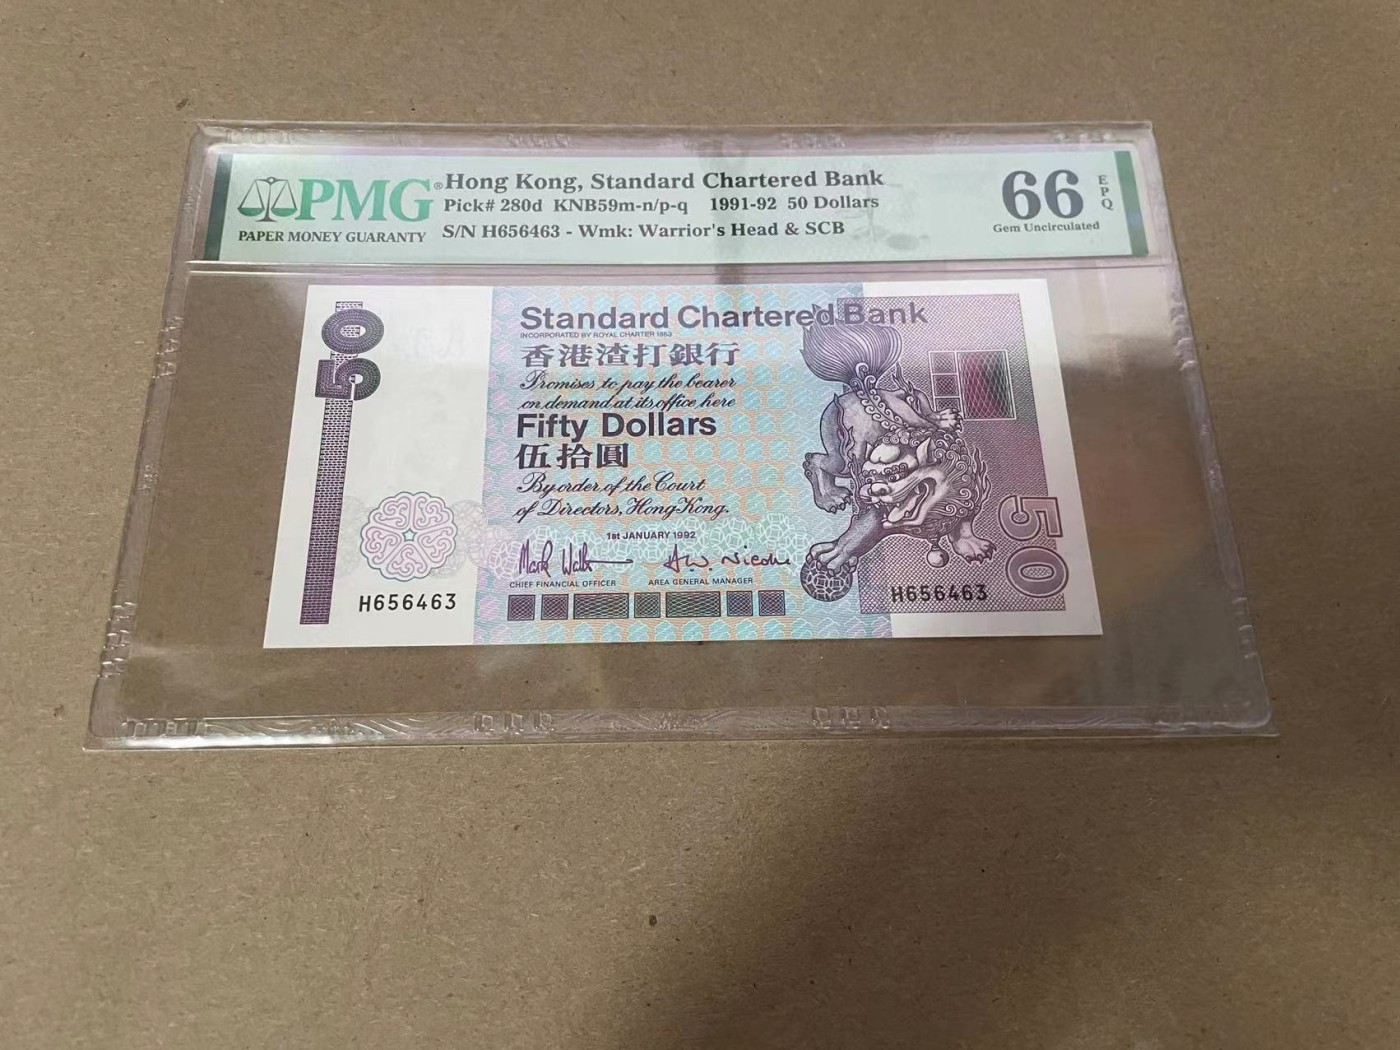 PMG®
PAPER MONEY GUARANTY
Hong Kong, Standard Chartered Bank
Pick# 280d KNB59m-n/p-q 1991-92 50 Dollars
S/N H656463 - Wmk: Warrior's Head & SCB
66 EPQ
Gem Uncirculated
50
Standard Chartered Bank
INCORPORATED BY ROYAL CHARTER 1853
香港渣打銀行
Promises to pay the bearer
on demand at its office here
Fifty Dollars
伍拾圓
By order of the Court
of Directors, Hong Kong.
1st JANUARY 1992
CHIEF FINANCIAL OFFICER
AREA GENERAL MANAGER
H656463
H656463
50